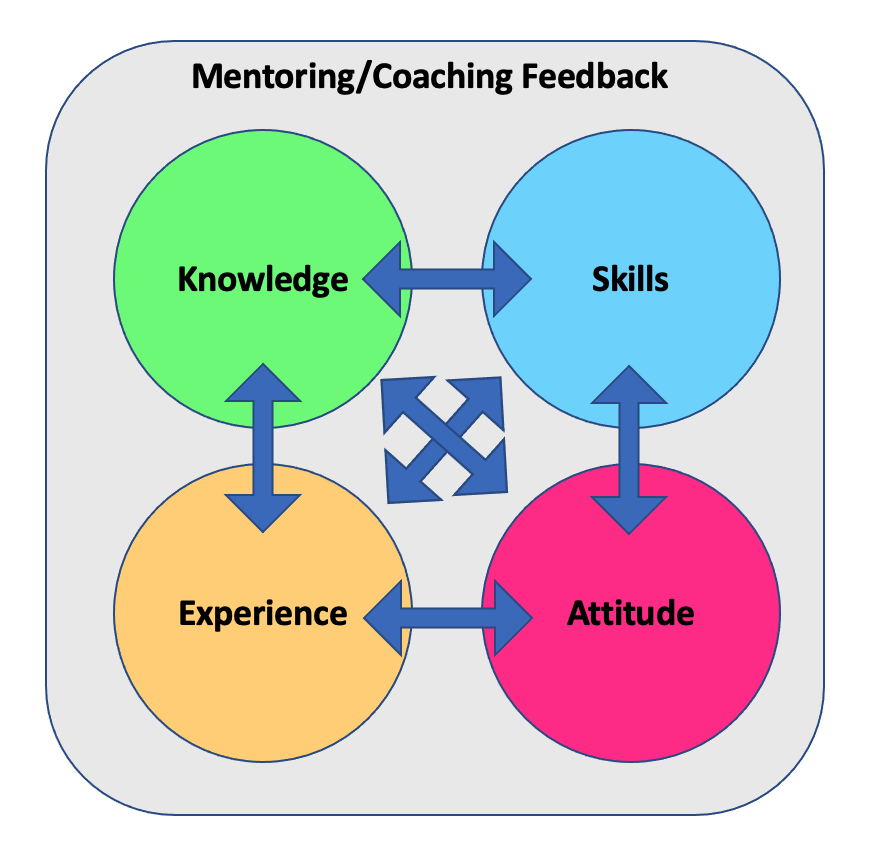 Mentoring/Coaching Feedback
Knowledge
Skills
Experience
Attitude